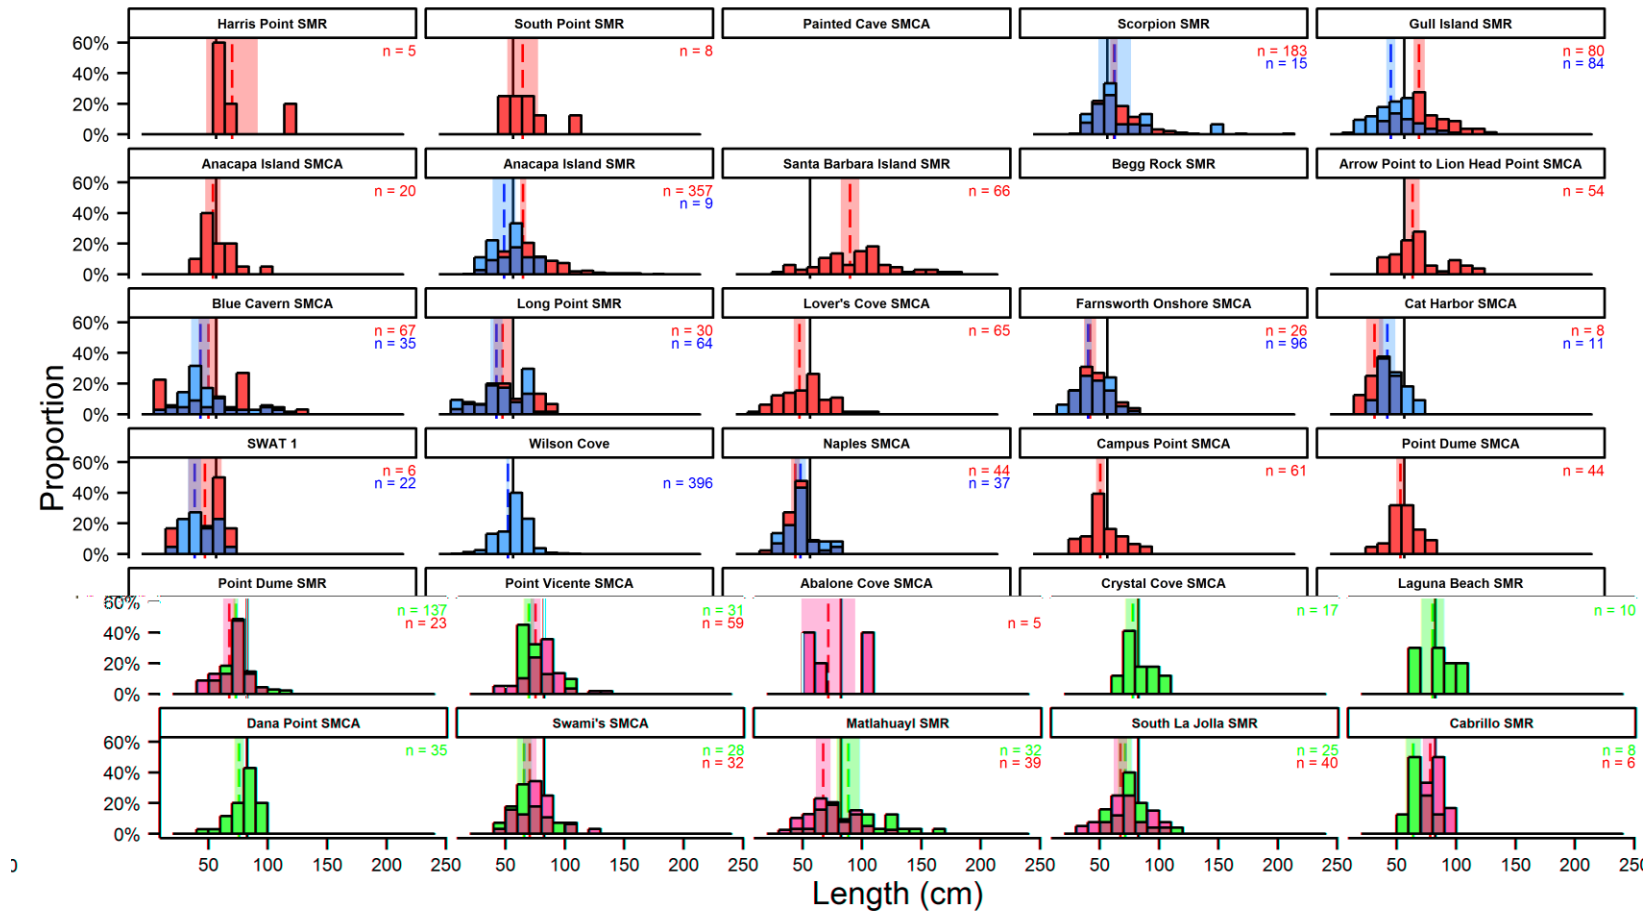 Harris Point SMR South Point SMR Painted Cave SMCA Scorpion SMR Gull Island SMR
60% n = 5 n = 8 n = 183 n = 80
n = 15 n = 84
40%
20%
0%
Anacapa Island SMCA Anacapa Island SMR Santa Barbara Island SMR Begg Rock SMR Arrow Point to Lion Head Point SMCA
60% n = 20 n = 357 n = 66 n = 54
n = 9
40%
20%
0%
Blue Cavern SMCA Long Point SMR Lover's Cove SMCA Farnsworth Onshore SMCA Cat Harbor SMCA
60% n = 67 n = 30 n = 65 n = 26 n = 8
n = 35 n = 64 n = 96 n = 11
40%
20%
0%
Proportion
SWAT 1 Wilson Cove Naples SMCA Campus Point SMCA Point Dume SMCA
60% n = 6 n = 44 n = 61 n = 44
n = 22 n = 396 n = 37
40%
20%
0%
Point Dume SMR Point Vicente SMCA Abalone Cove SMCA Crystal Cove SMCA Laguna Beach SMR
60% n = 137 n = 31 n = 17 n = 10
n = 23 n = 59 n = 5
40%
20%
0%
Dana Point SMCA Swami's SMCA Matlahuayl SMR South La Jolla SMR Cabrillo SMR
60% n = 35 n = 28 n = 32 n = 25 n = 8
n = 32 n = 39 n = 40 n = 6
40%
20%
0%
50 100 150 200 250 50 100 150 200 250 50 100 150 200 250 50 100 150 200 250 50 100 150 200 250
Length (cm)